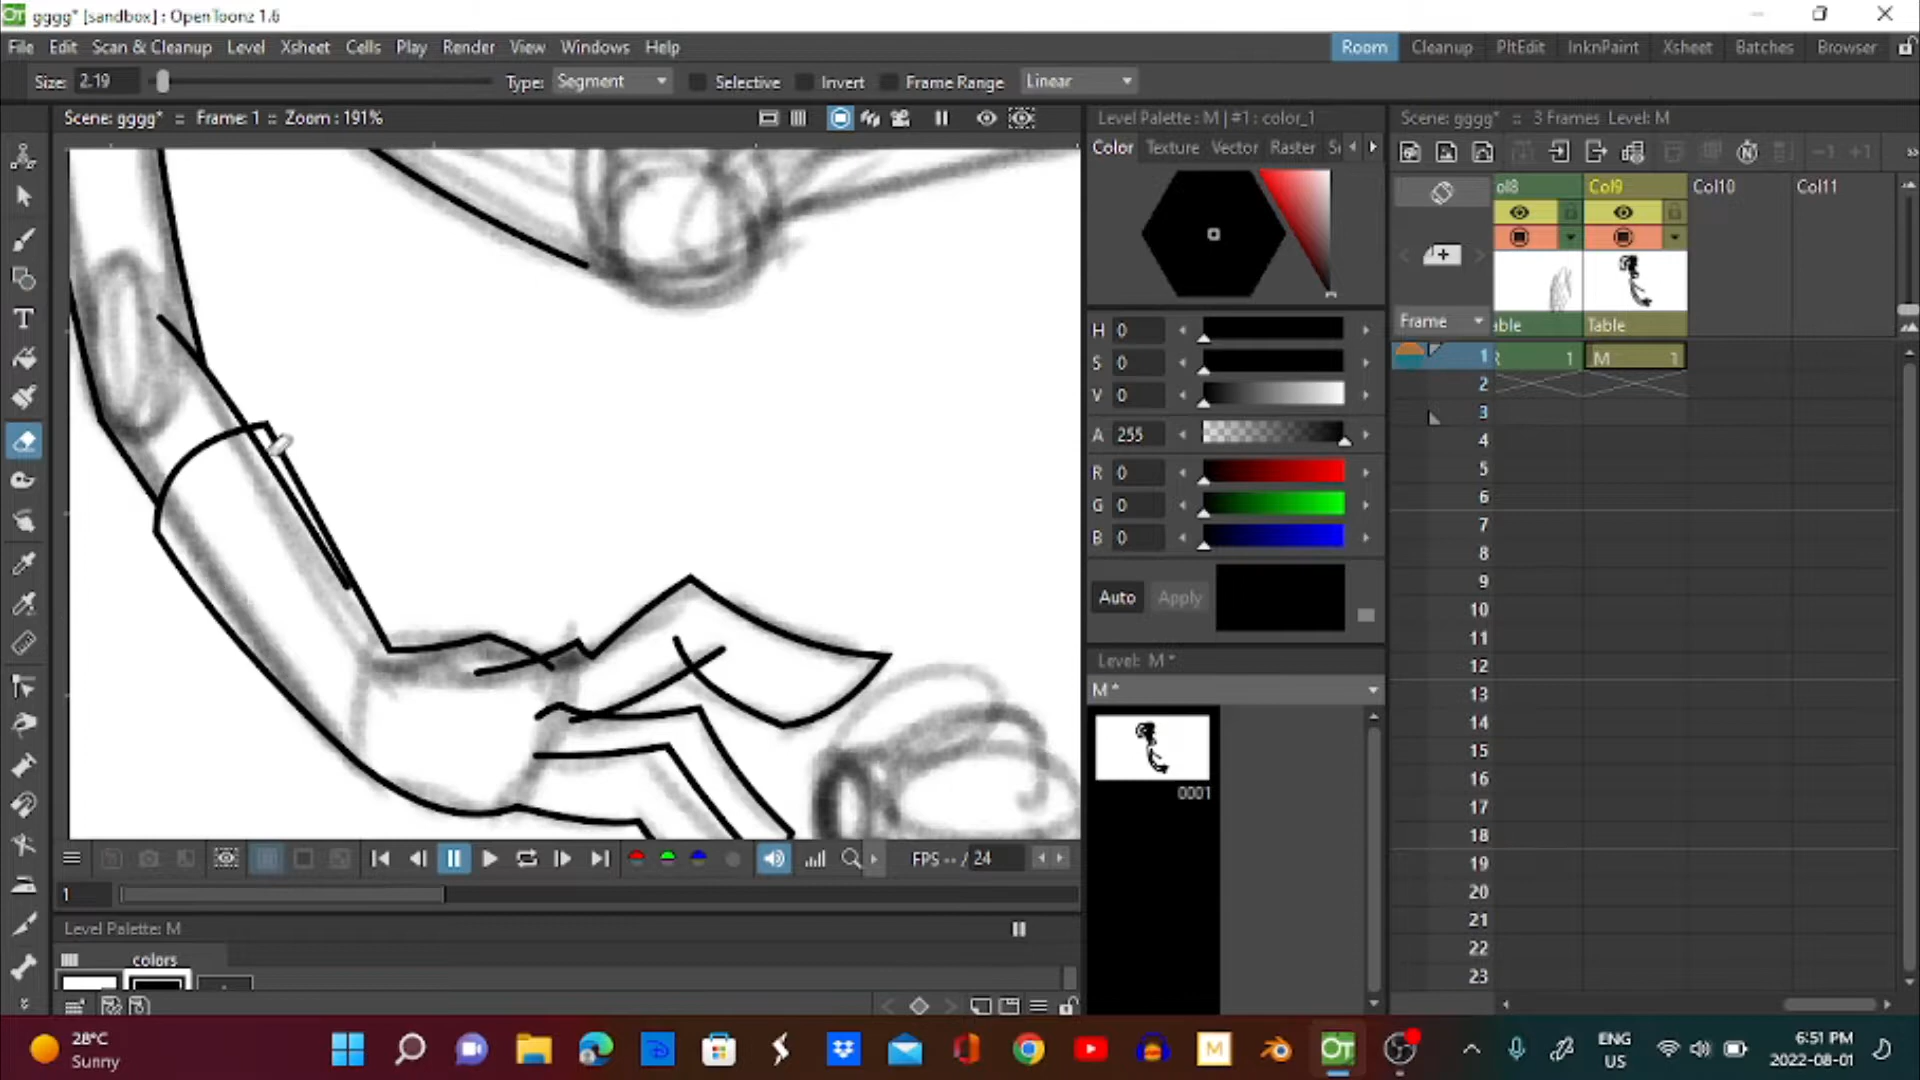 gggg* [sandbox] : OpenToonz 1.6
File Edit Scan & Cleanup Level Xsheet Cells Play Render View Windows Help
Room Cleanup PltEdit InknPaint Xsheet Batches Browser
Size: 2.19 Type: Segment Selective Invert Frame Range Linear
Scene: gggg* :: Frame: 1 :: Zoom : 191%
Level Palette : M | #1 : color_1
Scene: gggg* :: 3 Frames Level: M
Color Texture Vector Raster
ol8 Col9 Col10 Col11
Frame
able Table
1 1 M 1
2
3
4
5
6
7
8
9
10
11
12
13
14
15
16
17
18
19
20
21
22
23
H 0
S 0
V 0
A 255
R 0
G 0
B 0
Auto Apply
Level: M *
M *
0001
FPS -- / 24
1
Level Palette: M
colors
28°C
Sunny
ENG
US
6:51 PM
2022-08-01